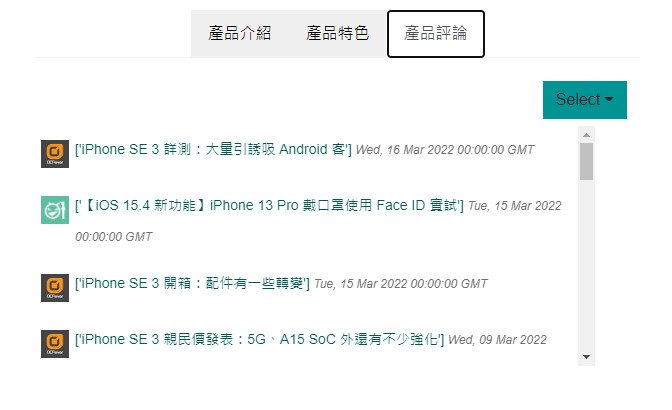 產品介紹 產品特色 產品評論
Select
['iPhone SE 3 詳測：大量引誘吸 Android 客'] Wed, 16 Mar 2022 00:00:00 GMT
['【iOS 15.4 新功能】iPhone 13 Pro 戴口罩使用 Face ID 實試'] Tue, 15 Mar 2022
00:00:00 GMT
['iPhone SE 3 開箱：配件有一些轉變'] Tue, 15 Mar 2022 00:00:00 GMT
['iPhone SE 3 親民價發表：5G、A15 SoC 外還有不少強化'] Wed, 09 Mar 2022